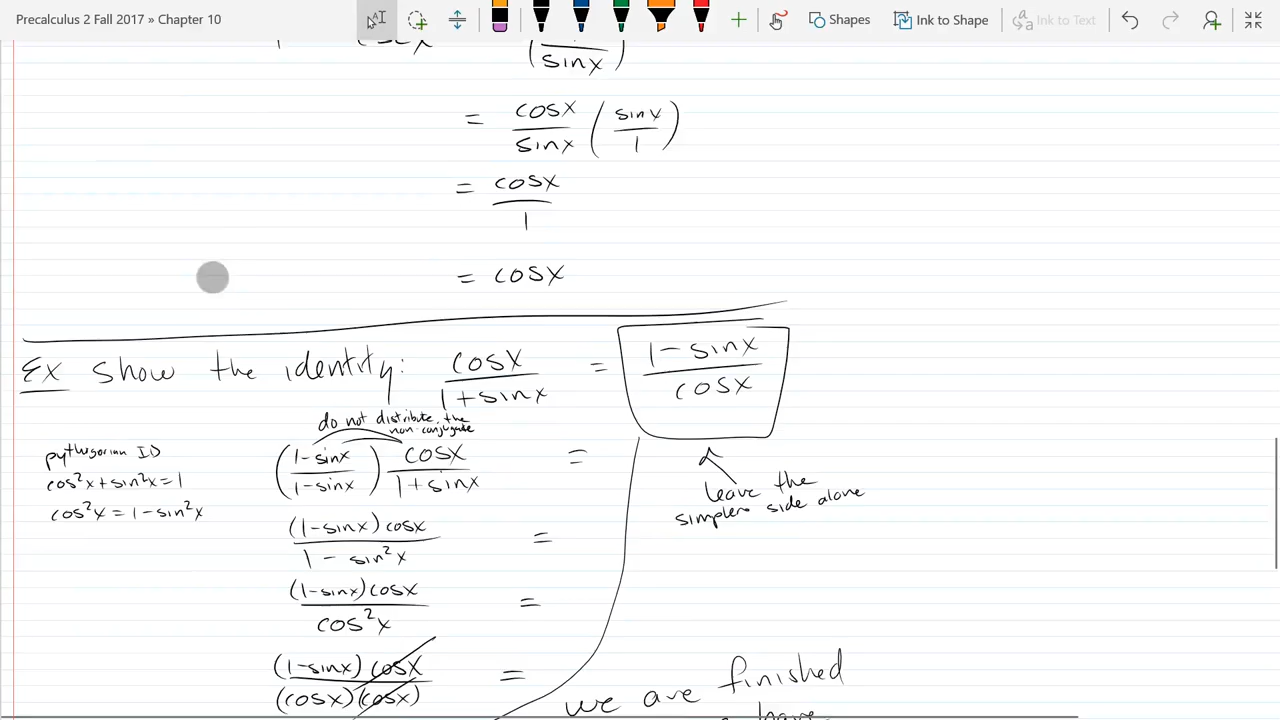 Precalculus 2 Fall 2017 » Chapter 10
Shapes
Ink to Shape
Ink to Text
sinx
= cosx/sinx (sinx/1)
= cosx/1
= cosx
Ex show the identity: cosx/1+sinx = 1-sinx/cosx
do not distribute the
non-conjugate
pythagorian ID
cos²x+sin²x=1
cos²x = 1-sin²x
(1-sinx/1-sinx) cosx/1+sinx =
leave the
simpler side alone
(1-sinx)cosx/1-sin²x =
(1-sinx)cosx/cos²x =
(1-sinx)cosx/(cosx)(cosx) =
we are finished
have